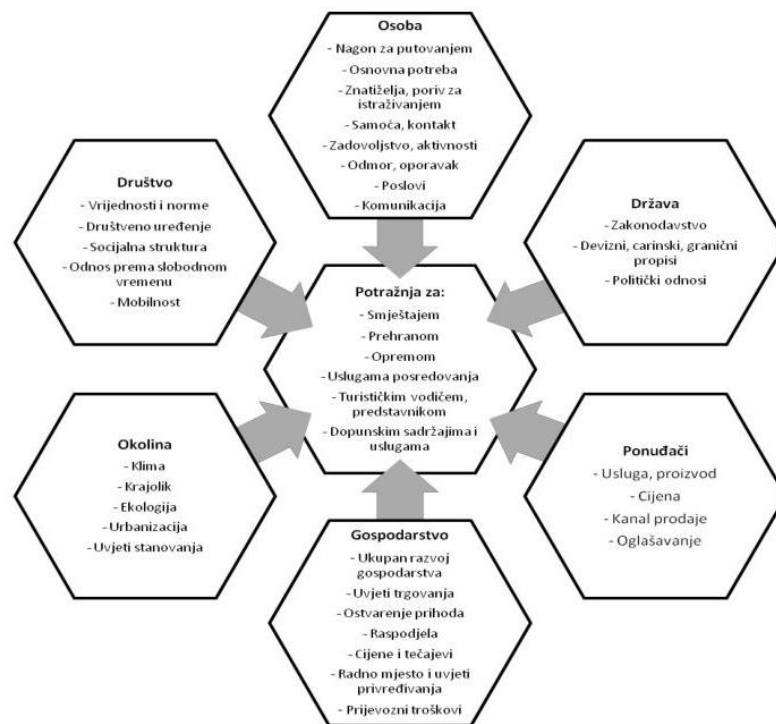 Osoba
- Nagon za putovanjem
- Osnovna potreba
- Znatiželja, poriv za
istraživanjem
- Samoća, kontakt
- Zadovoljstvo, aktivnosti
- Odmor, oporavak
- Poslovi
- Komunikacija
Društvo
- Vrijednosti i norme
- Društveno uređenje
- Socijalna struktura
- Odnos prema slobodnom
vremenu
- Mobilnost
Država
- Zakonodavstvo
- Devizni, carinski, granični
propisi
- Politički odnosi
Potražnja za:
- Smještajem
- Prehranom
- Opremom
- Uslugama posredovanja
- Turističkim vodičem,
predstavnikom
- Dopunskim sadržajima i
uslugama
Okolina
- Klima
- Krajolik
- Ekologija
- Urbanizacija
- Uvjeti stanovanja
Ponuđači
- Usluga, proizvod
- Cijena
- Kanal prodaje
- Oglašavanje
Gospodarstvo
- Ukupan razvoj
gospodarstva
- Uvjeti trgovanja
- Ostvarenje prihoda
- Raspodjela
- Cijene i tečajevi
- Radno mjesto i uvjeti
privređivanja
- Prijevozni troškovi